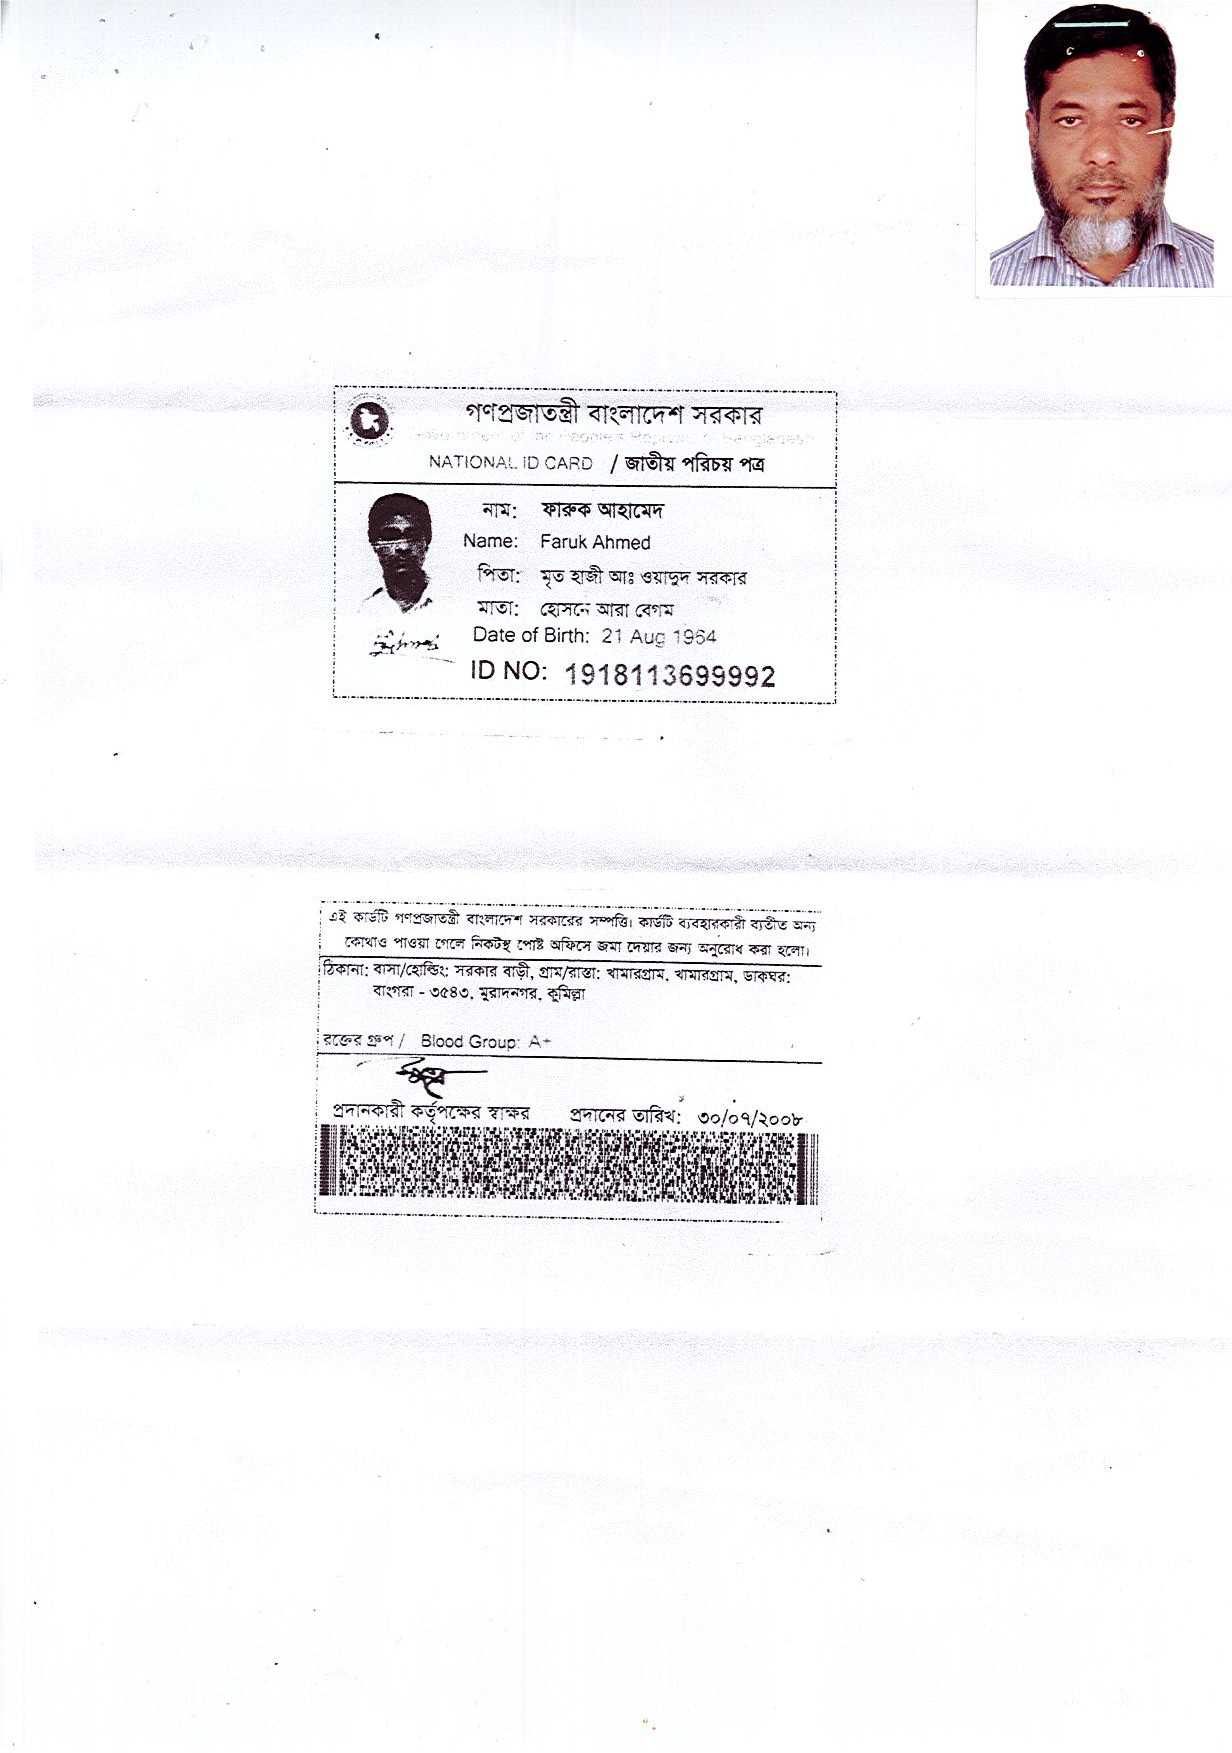 গণপ্রজাতন্ত্রী বাংলাদেশ সরকার
Government of the People's Republic of Bangladesh
NATIONAL ID CARD / জাতীয় পরিচয় পত্র
নাম: ফারুক আহামেদ
Name: Faruk Ahmed
পিতা: মৃত হাজী আঃ ওয়াদুদ সরকার
মাতা: হোসনে আরা বেগম
Date of Birth: 21 Aug 1964
ID NO: 1918113699992
এই কার্ডটি গণপ্রজাতন্ত্রী বাংলাদেশ সরকারের সম্পত্তি। কার্ডটি ব্যবহারকারী ব্যতীত অন্য
কোথাও পাওয়া গেলে নিকটস্থ পোষ্ট অফিসে জমা দেয়ার জন্য অনুরোধ করা হলো।
ঠিকানা: বাসা/হোল্ডিং: সরকার বাড়ী, গ্রাম/রাস্তা: খামারগ্রাম, খামারগ্রাম, ডাকঘর:
বাংগরা - ৩৫৪৩, মুরাদনগর, কুমিল্লা
রক্তের গ্রুপ / Blood Group: A+
প্রদানকারী কর্তৃপক্ষের স্বাক্ষর প্রদানের তারিখ: ৩০/০৭/২০০৮